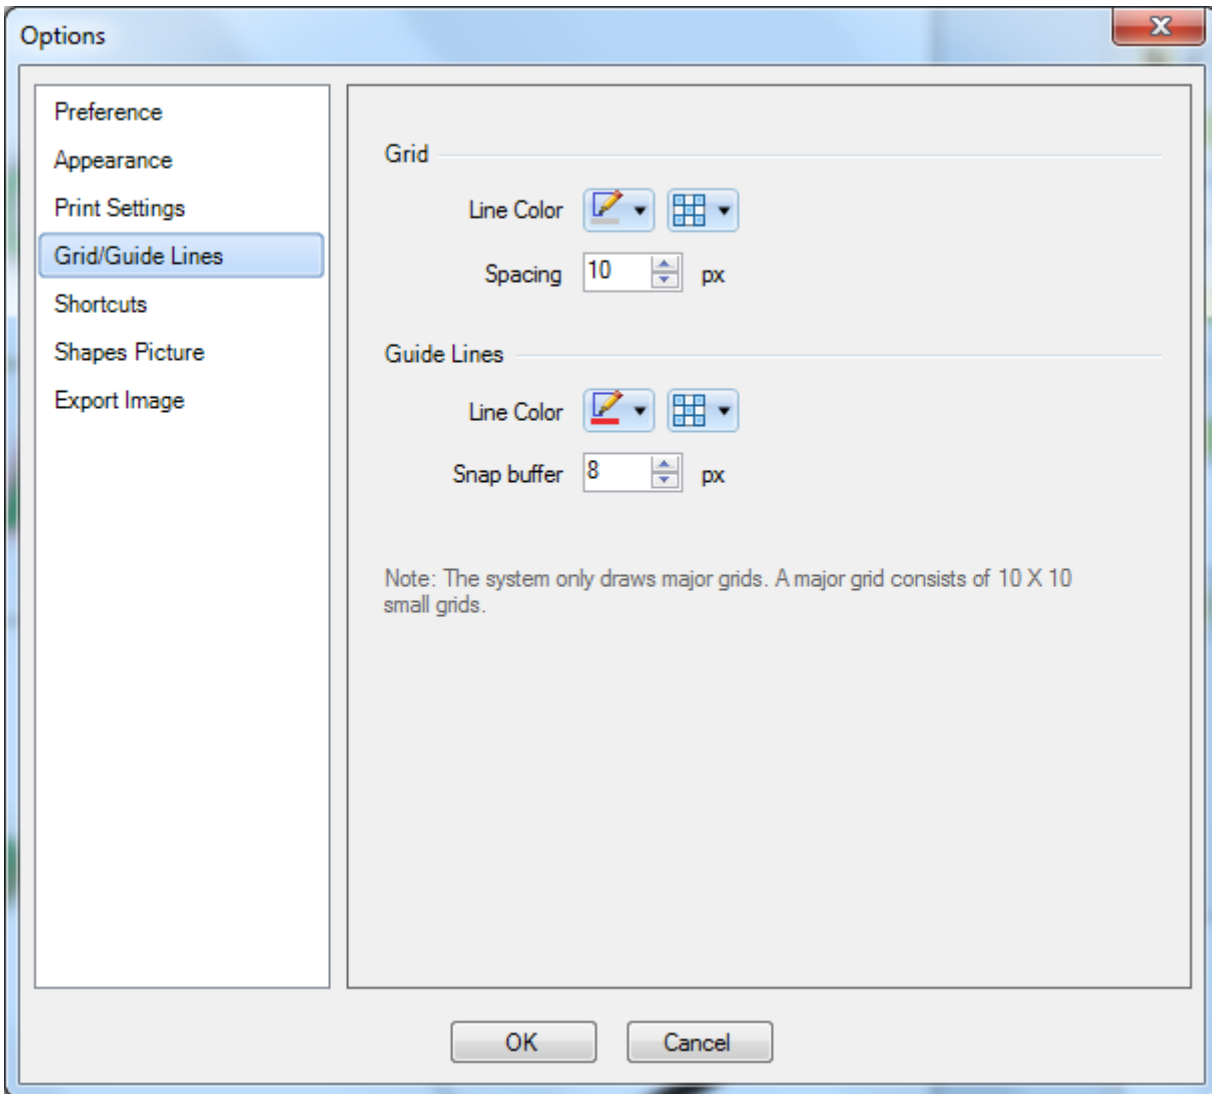 Options
Preference
Appearance
Print Settings
Grid/Guide Lines
Shortcuts
Shapes Picture
Export Image
Grid
Line Color
Spacing 10 px
Guide Lines
Line Color
Snap buffer 8 px
Note: The system only draws major grids. A major grid consists of 10 X 10
small grids.
OK Cancel